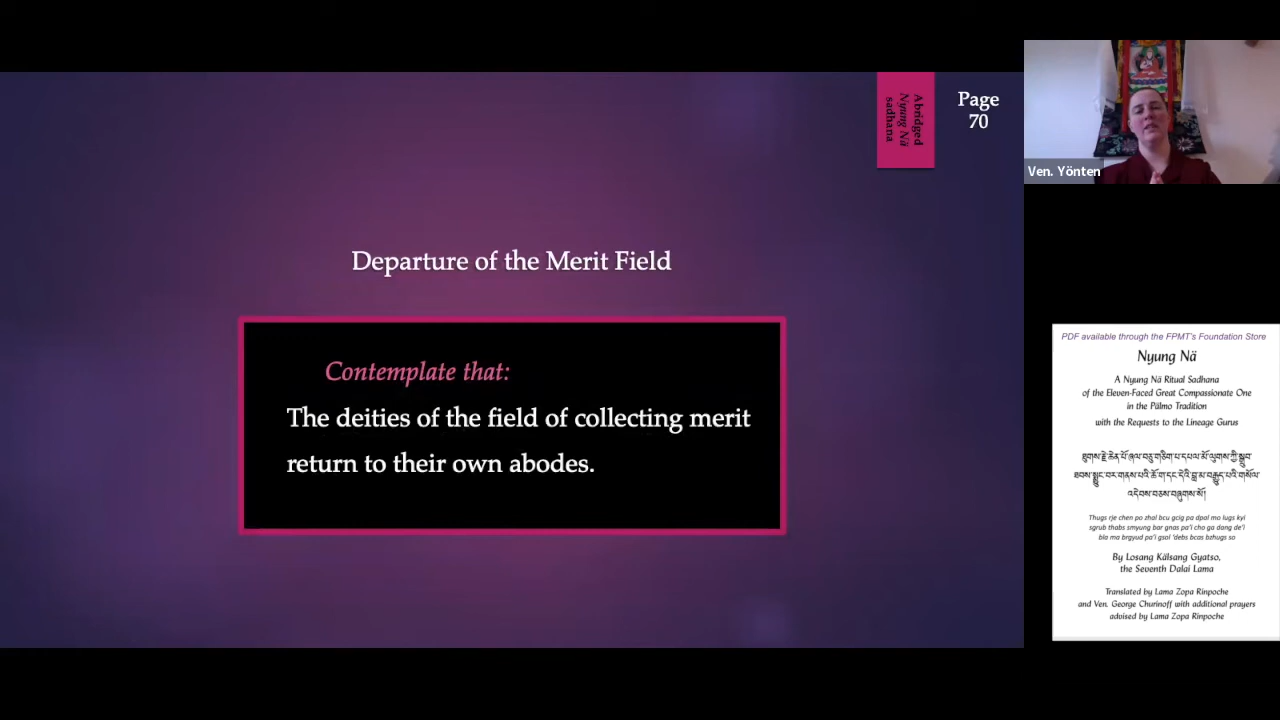 Abridged
Nyung Nä
sadhana
Page
70
Departure of the Merit Field
Contemplate that:
The deities of the field of collecting merit
return to their own abodes.
Ven. Yönten
PDF available through the FPMT's Foundation Store
Nyung Nä
A Nyung Nä Ritual Sadhana
of the Eleven-Faced Great Compassionate One
in the Pälmo Tradition
with the Requests to the Lineage Gurus
ཐུགས་རྗེ་ཆེན་པོ་ཞལ་བཅུ་གཅིག་པ་དཔལ་མོ་ལུགས་ཀྱི་སྒྲུབ་
ཐབས་སྨྱུང་བར་གནས་པའི་ཆོ་ག་དང་དེའི་བླ་མ་བརྒྱུད་པའི་གསོལ་
འདེབས་བཅས་བཞུགས་སོ།
Thugs rje chen po zhal bcu gcig pa dpal mo lugs kyi
sgrub thabs smyung bar gnas pa'i cho ga dang de'i
bla ma brgyud pa'i gsol 'debs bcas bzhugs so
By Losang Kälsang Gyatso,
the Seventh Dalai Lama
Translated by Lama Zopa Rinpoche
and Ven. George Churinoff with additional prayers
advised by Lama Zopa Rinpoche